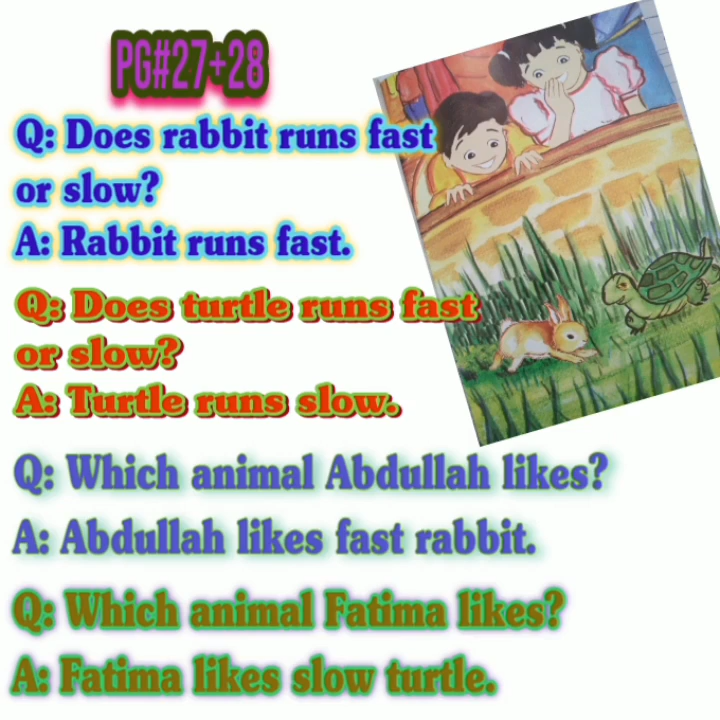 PG#27+28
Q: Does rabbit runs fast
or slow?
A: Rabbit runs fast.
Q: Does turtle runs fast
or slow?
A: Turtle runs slow.
Q: Which animal Abdullah likes?
A: Abdullah likes fast rabbit.
Q: Which animal Fatima likes?
A: Fatima likes slow turtle.